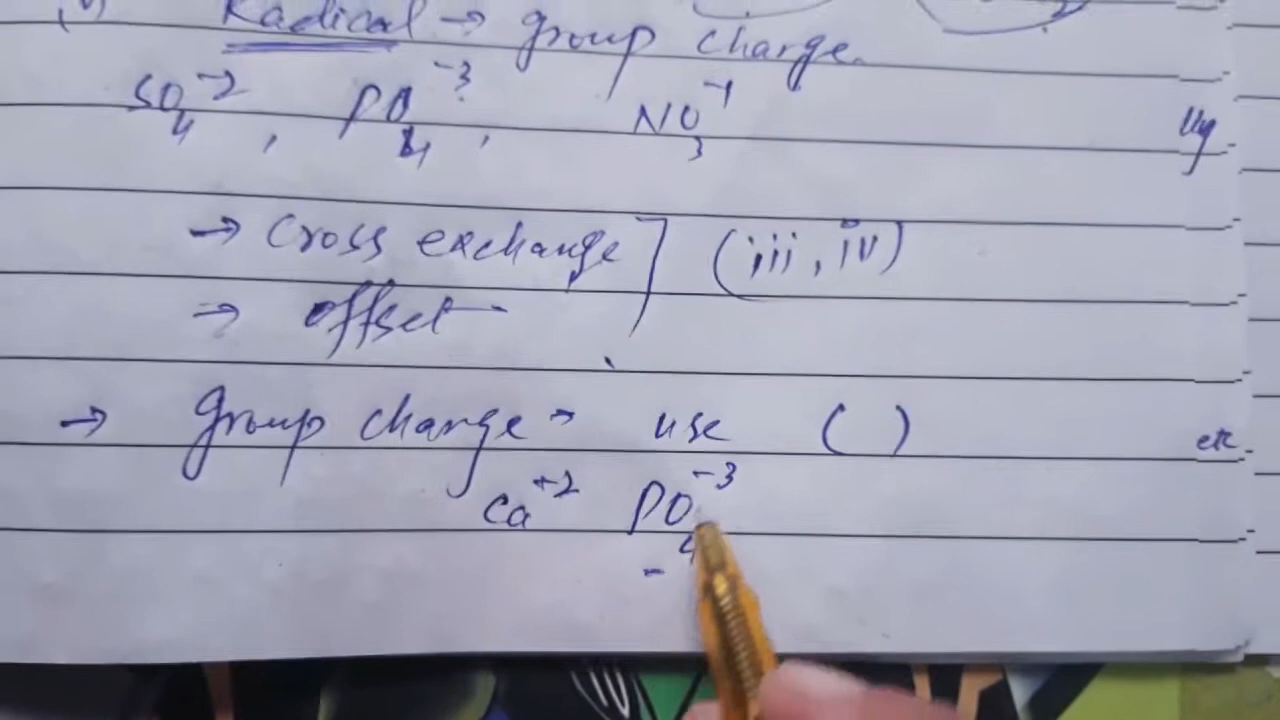 Radical → group charge.
SO₄⁻², PO₄⁻³, NO₃⁻¹
→ Cross exchange ] (iii, iv)
→ offset
→ Group charge → use ( )
etc
Ca⁺² PO₄⁻³